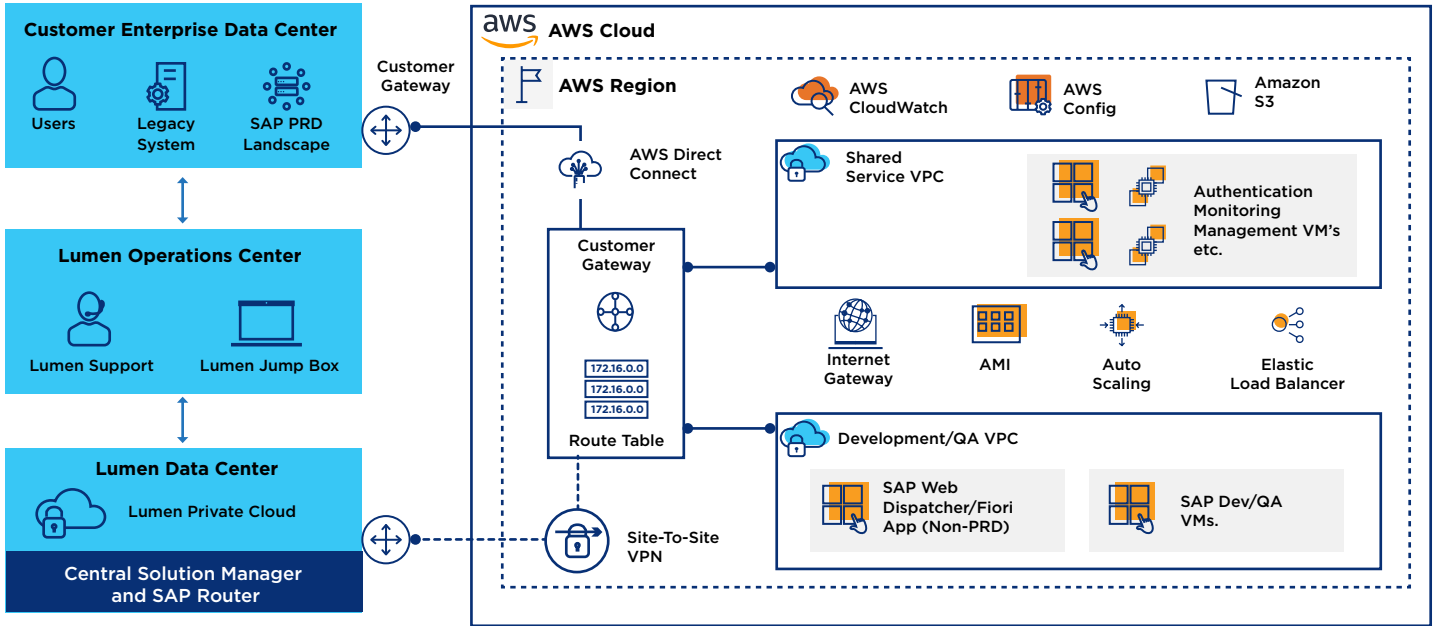 Customer Enterprise Data Center
Users
Legacy
System
SAP PRD
Landscape
Customer
Gateway
Lumen Operations Center
Lumen Support
Lumen Jump Box
Lumen Data Center
Lumen Private Cloud
Central Solution Manager
and SAP Router
aws
AWS Cloud
AWS Region
AWS
CloudWatch
AWS
Config
Amazon
S3
AWS Direct
Connect
Customer
Gateway
172.16.0.0
172.16.0.0
172.16.0.0
Route Table
Site-To-Site
VPN
Shared
Service VPC
Authentication
Monitoring
Management VM's
etc.
Internet
Gateway
AMI
Auto
Scaling
Elastic
Load Balancer
Development/QA VPC
SAP Web
Dispatcher/Fiori
App (Non-PRD)
SAP Dev/QA
VMs.